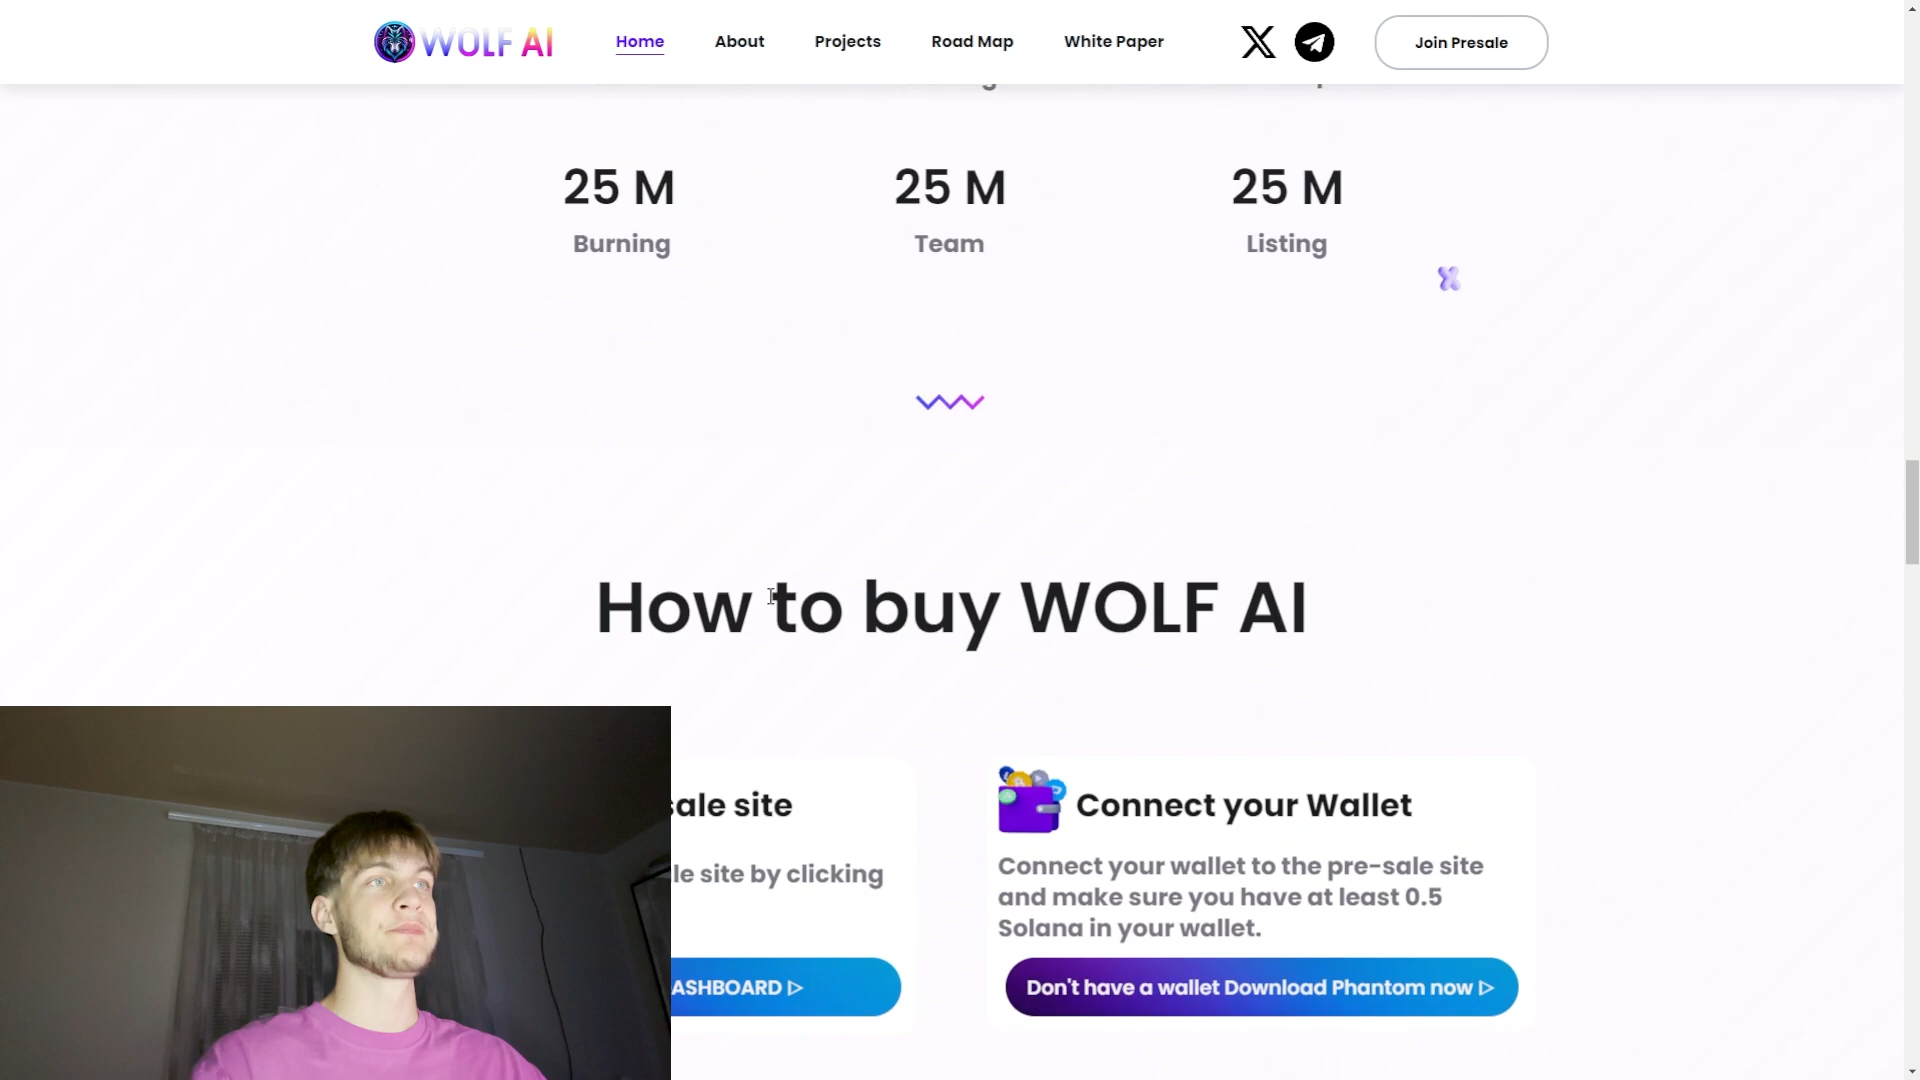 WOLF AI
Home
About
Projects
Road Map
White Paper
Join Presale
25 M
25 M
25 M
Burning
Team
Listing
How to buy WOLF AI
ale site
le site by clicking
ASHBOARD
Connect your Wallet
Connect your wallet to the pre-sale site
and make sure you have at least 0.5
Solana in your wallet.
Don't have a wallet Download Phantom now